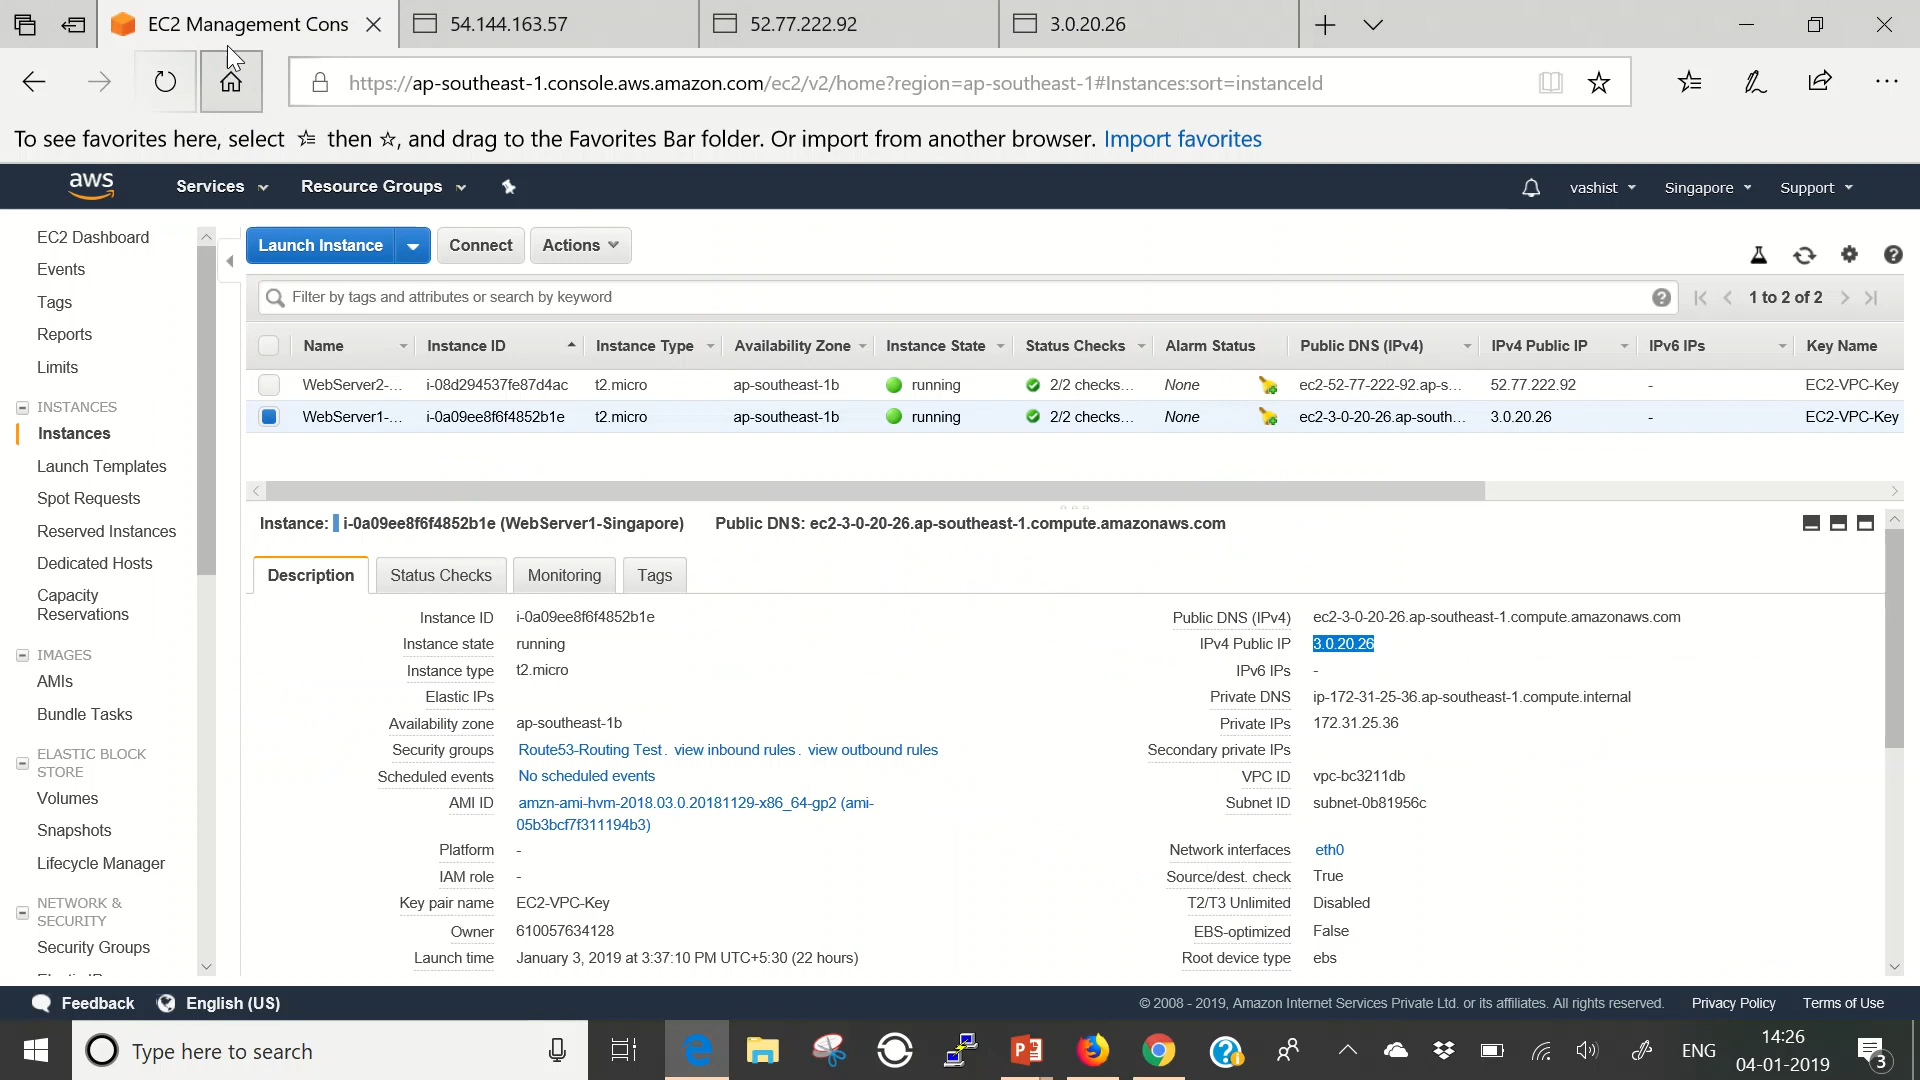 EC2 Management Cons
54.144.163.57
52.77.222.92
3.0.20.26
https://ap-southeast-1.console.aws.amazon.com/ec2/v2/home?region=ap-southeast-1#Instances:sort=instanceId
To see favorites here, select then ☆, and drag to the Favorites Bar folder. Or import from another browser. Import favorites
aws Services Resource Groups vashist Singapore Support
EC2 Dashboard
Events
Tags
Reports
Limits
INSTANCES
Instances
Launch Templates
Spot Requests
Reserved Instances
Dedicated Hosts
Capacity
Reservations
IMAGES
AMIs
Bundle Tasks
ELASTIC BLOCK
STORE
Volumes
Snapshots
Lifecycle Manager
NETWORK &
SECURITY
Security Groups
Launch Instance Connect Actions
Filter by tags and attributes or search by keyword 1 to 2 of 2
Name Instance ID Instance Type Availability Zone Instance State Status Checks Alarm Status Public DNS (IPv4) IPv4 Public IP IPv6 IPs Key Name
WebServer2-... i-08d294537fe87d4ac t2.micro ap-southeast-1b running 2/2 checks... None ec2-52-77-222-92.ap-s... 52.77.222.92 - EC2-VPC-Key
WebServer1-... i-0a09ee8f6f4852b1e t2.micro ap-southeast-1b running 2/2 checks... None ec2-3-0-20-26.ap-south... 3.0.20.26 - EC2-VPC-Key
Instance: i-0a09ee8f6f4852b1e (WebServer1-Singapore) Public DNS: ec2-3-0-20-26.ap-southeast-1.compute.amazonaws.com
Description Status Checks Monitoring Tags
Instance ID i-0a09ee8f6f4852b1e
Instance state running
Instance type t2.micro
Elastic IPs
Availability zone ap-southeast-1b
Security groups Route53-Routing Test. view inbound rules. view outbound rules
Scheduled events No scheduled events
AMI ID amzn-ami-hvm-2018.03.0.20181129-x86_64-gp2 (ami-
05b3bcf7f311194b3)
Platform -
IAM role -
Key pair name EC2-VPC-Key
Owner 610057634128
Launch time January 3, 2019 at 3:37:10 PM UTC+5:30 (22 hours)
Public DNS (IPv4) ec2-3-0-20-26.ap-southeast-1.compute.amazonaws.com
IPv4 Public IP 3.0.20.26
IPv6 IPs -
Private DNS ip-172-31-25-36.ap-southeast-1.compute.internal
Private IPs 172.31.25.36
Secondary private IPs
VPC ID vpc-bc3211db
Subnet ID subnet-0b81956c
Network interfaces eth0
Source/dest. check True
T2/T3 Unlimited Disabled
EBS-optimized False
Root device type ebs
Feedback English (US) © 2008 - 2019, Amazon Internet Services Private Ltd. or its affiliates. All rights reserved. Privacy Policy Terms of Use
Type here to search
ENG
14:26
04-01-2019
3